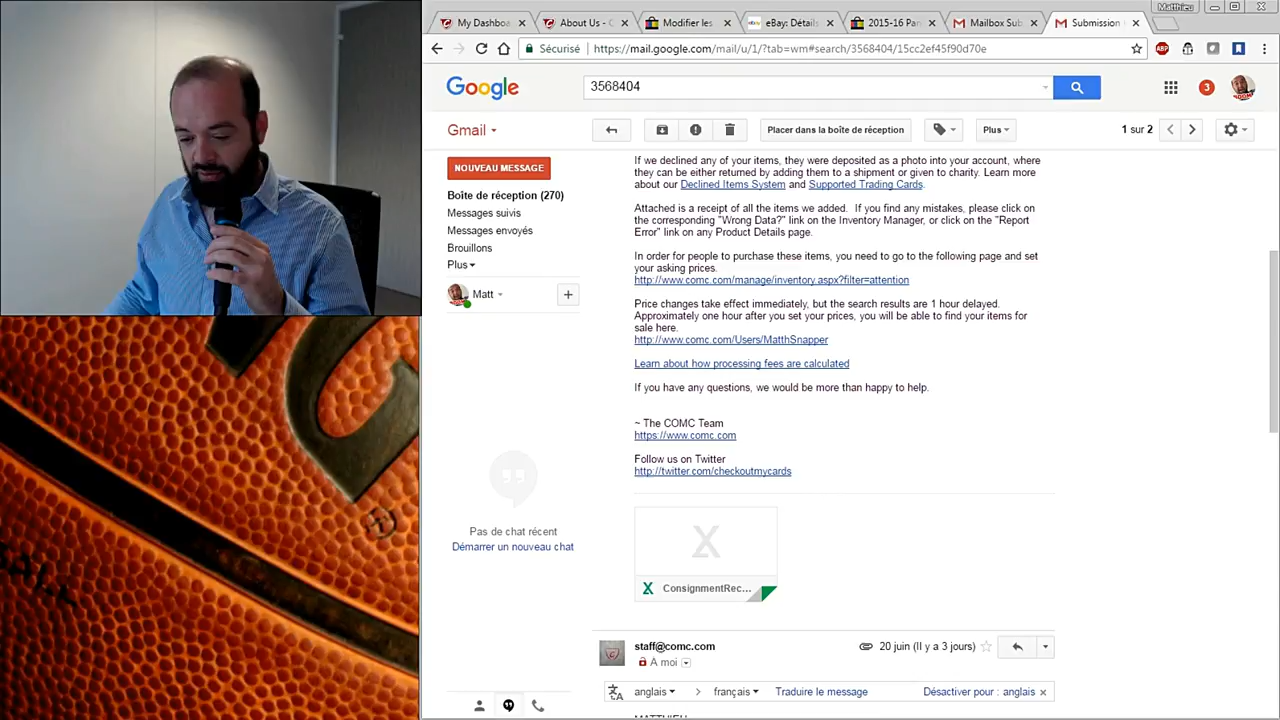 Matthieu
My Dashboa
About Us - C
Modifier les
eBay: Détails
2015-16 Pan
Mailbox Sub
Submission
Sécurisé https://mail.google.com/mail/u/1/?tab=wm#search/3568404/15cc2ef45f90d70e
ABP
Google
3568404
3
Gmail
Placer dans la boîte de réception
Plus
1 sur 2
NOUVEAU MESSAGE
Boîte de réception (270)
Messages suivis
Messages envoyés
Brouillons
Plus
Matt
If we declined any of your items, they were deposited as a photo into your account, where
they can be either returned by adding them to a shipment or given to charity. Learn more
about our Declined Items System and Supported Trading Cards.
Attached is a receipt of all the items we added. If you find any mistakes, please click on
the corresponding "Wrong Data?" link on the Inventory Manager, or click on the "Report
Error" link on any Product Details page.
In order for people to purchase these items, you need to go to the following page and set
your asking prices.
http://www.comc.com/manage/inventory.aspx?filter=attention
Price changes take effect immediately, but the search results are 1 hour delayed.
Approximately one hour after you set your prices, you will be able to find your items for
sale here.
http://www.comc.com/Users/MatthSnapper
Learn about how processing fees are calculated
If you have any questions, we would be more than happy to help.
~ The COMC Team
https://www.comc.com
Follow us on Twitter
http://twitter.com/checkoutmycards
Pas de chat récent
Démarrer un nouveau chat
X
X ConsignmentRec...
staff@comc.com
20 juin (Il y a 3 jours)
À moi
anglais > français Traduire le message Désactiver pour : anglais x
MATTHIEU